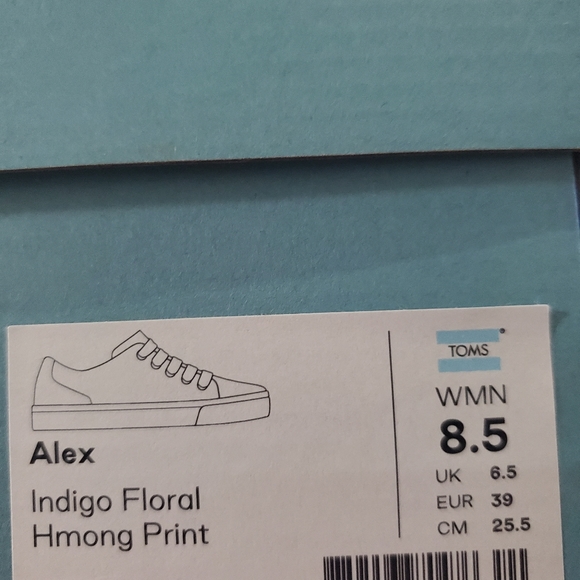 Alex
Indigo Floral
Hmong Print
TOMS
WMN
8.5
UK 6.5
EUR 39
CM 25.5